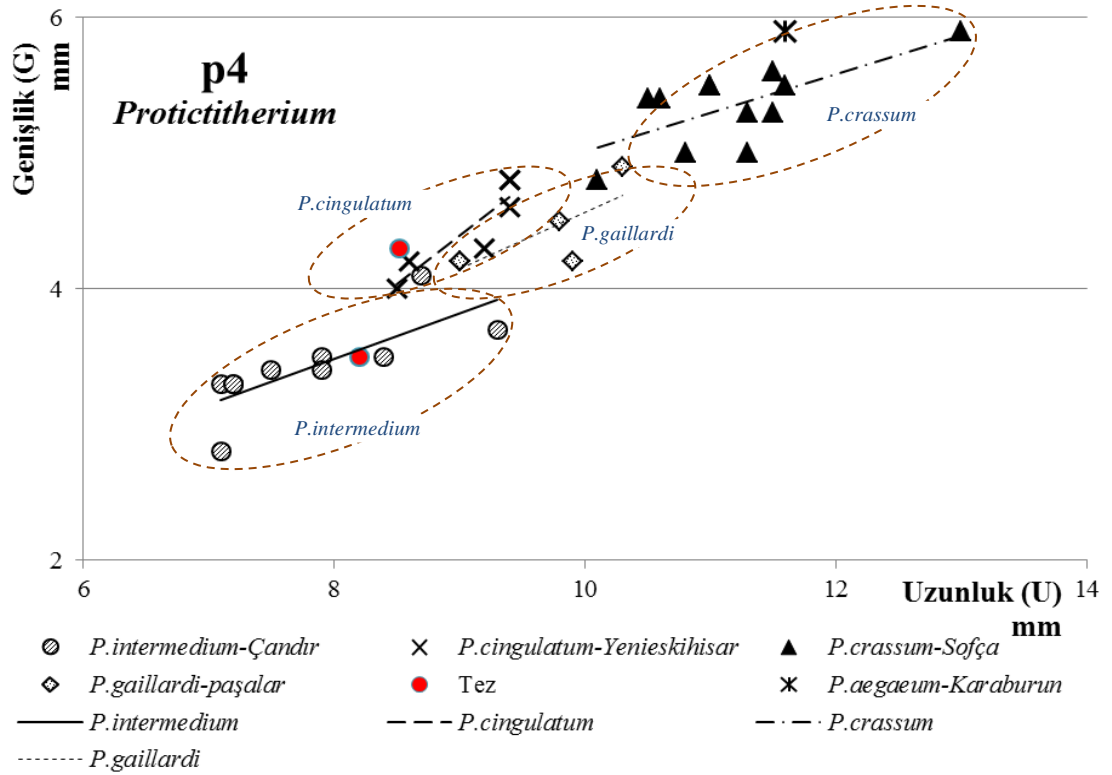 6
p4
Protictitherium
Genişlik (G)
mm
P.crassum
P.cingulatum
P.gaillardi
4
P.intermedium
2
6 8 10 12 14
Uzunluk (U)
mm
P.intermedium-Çandır P.cingulatum-Yenieskihisar P.crassum-Sofça
P.gaillardi-paşalar Tez P.aegaeum-Karaburun
P.intermedium P.cingulatum P.crassum
P.gaillardi